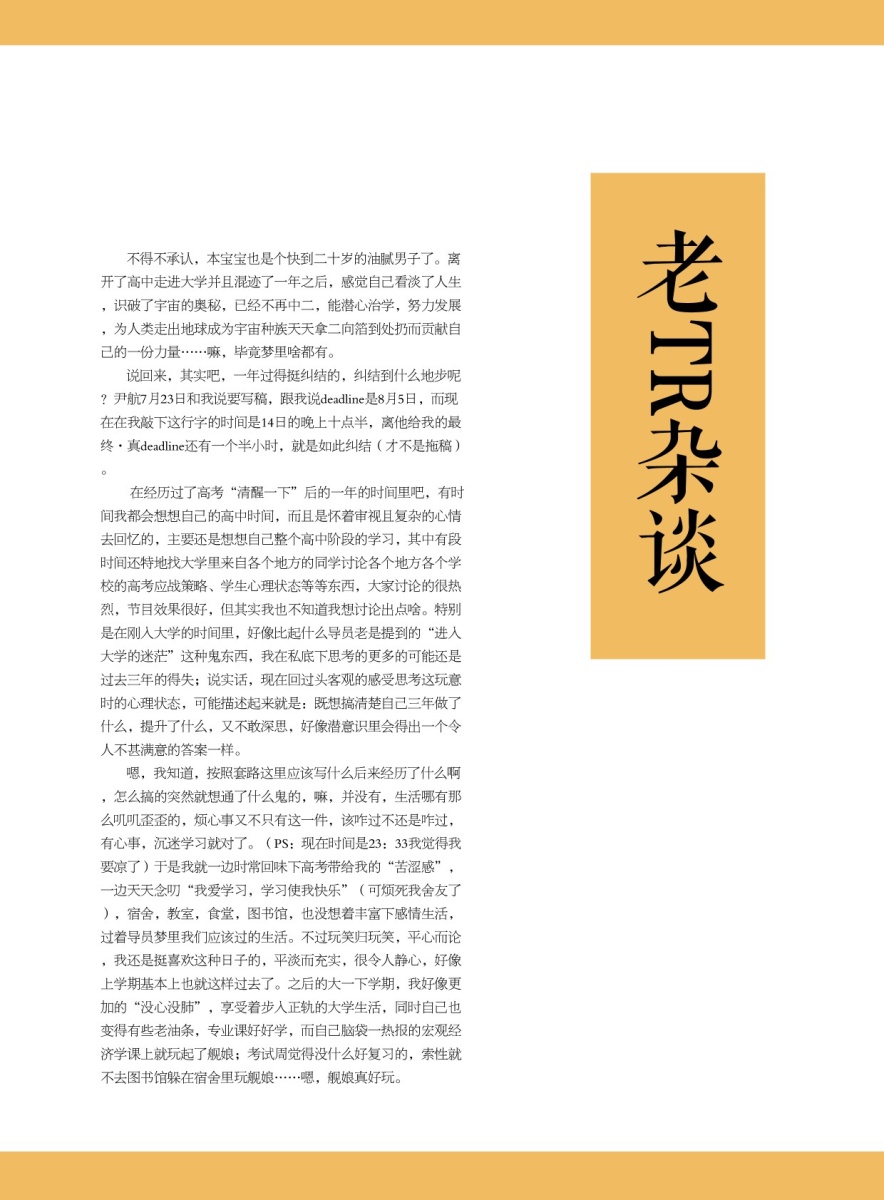 老TR杂谈
不得不承认，本宝宝也是个快到二十岁的油腻男子了。离
开了高中走进大学并且混迹了一年之后，感觉自己看淡了人生
，识破了宇宙的奥秘，已经不再中二，能潜心治学，努力发展
，为人类走出地球成为宇宙种族天天拿二向箔到处扔而贡献自
己的一份力量……嘛，毕竟梦里啥都有。
说回来，其实吧，一年过得挺纠结的，纠结到什么地步呢
？尹航7月23日和我说要写稿，跟我说deadline是8月5日，而现
在在我敲下这行字的时间是14日的晚上十点半，离他给我的最
终·真deadline还有一个半小时，就是如此纠结（才不是拖稿）
。
在经历过了高考“清醒一下”后的一年的时间里吧，有时
间我都会想想自己的高中时间，而且是怀着审视且复杂的心情
去回忆的，主要还是想想自己整个高中阶段的学习，其中有段
时间还特地找大学里来自各个地方的同学讨论各个地方各个学
校的高考应战策略、学生心理状态等等东西，大家讨论的很热
烈，节目效果很好，但其实我也不知道我想讨论出点啥。特别
是在刚入大学的时间里，好像比起什么导员老是提到的“进入
大学的迷茫”这种鬼东西，我在私底下思考的更多的可能还是
过去三年的得失；说实话，现在回过头客观的感受思考这玩意
时的心理状态，可能描述起来就是：既想搞清楚自己三年做了
什么，提升了什么，又不敢深思，好像潜意识里会得出一个令
人不甚满意的答案一样。
嗯，我知道，按照套路这里应该写什么后来经历了什么啊
，怎么搞的突然就想通了什么鬼的，嘛，并没有，生活哪有那
么叽叽歪歪的，烦心事又不只有这一件，该咋过不还是咋过，
有心事，沉迷学习就对了。（PS：现在时间是23：33我觉得我
要凉了）于是我就一边时常回味下高考带给我的“苦涩感”，
一边天天念叨“我爱学习，学习使我快乐”（可烦死我舍友了
），宿舍，教室，食堂，图书馆，也没想着丰富下感情生活，
过着导员梦里我们应该过的生活。不过玩笑归玩笑，平心而论
，我还是挺喜欢这种日子的，平淡而充实，很令人静心，好像
上学期基本上也就这样过去了。之后的大一下学期，我好像更
加的“没心没肺”，享受着步入正轨的大学生活，同时自己也
变得有些老油条，专业课好好学，而自己脑袋一热报的宏观经
济学课上就玩起了舰娘；考试周觉得没什么好复习的，索性就
不去图书馆躲在宿舍里玩舰娘……嗯，舰娘真好玩。